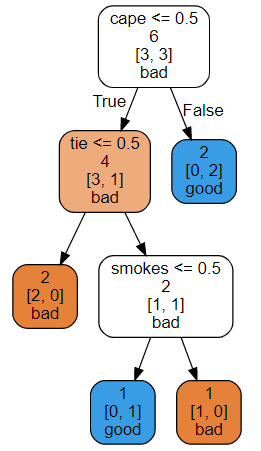 cape <= 0.5
6
[3, 3]
bad
True
False
tie <= 0.5
4
[3, 1]
bad
2
[0, 2]
good
2
[2, 0]
bad
smokes <= 0.5
2
[1, 1]
bad
1
[0, 1]
good
1
[1, 0]
bad